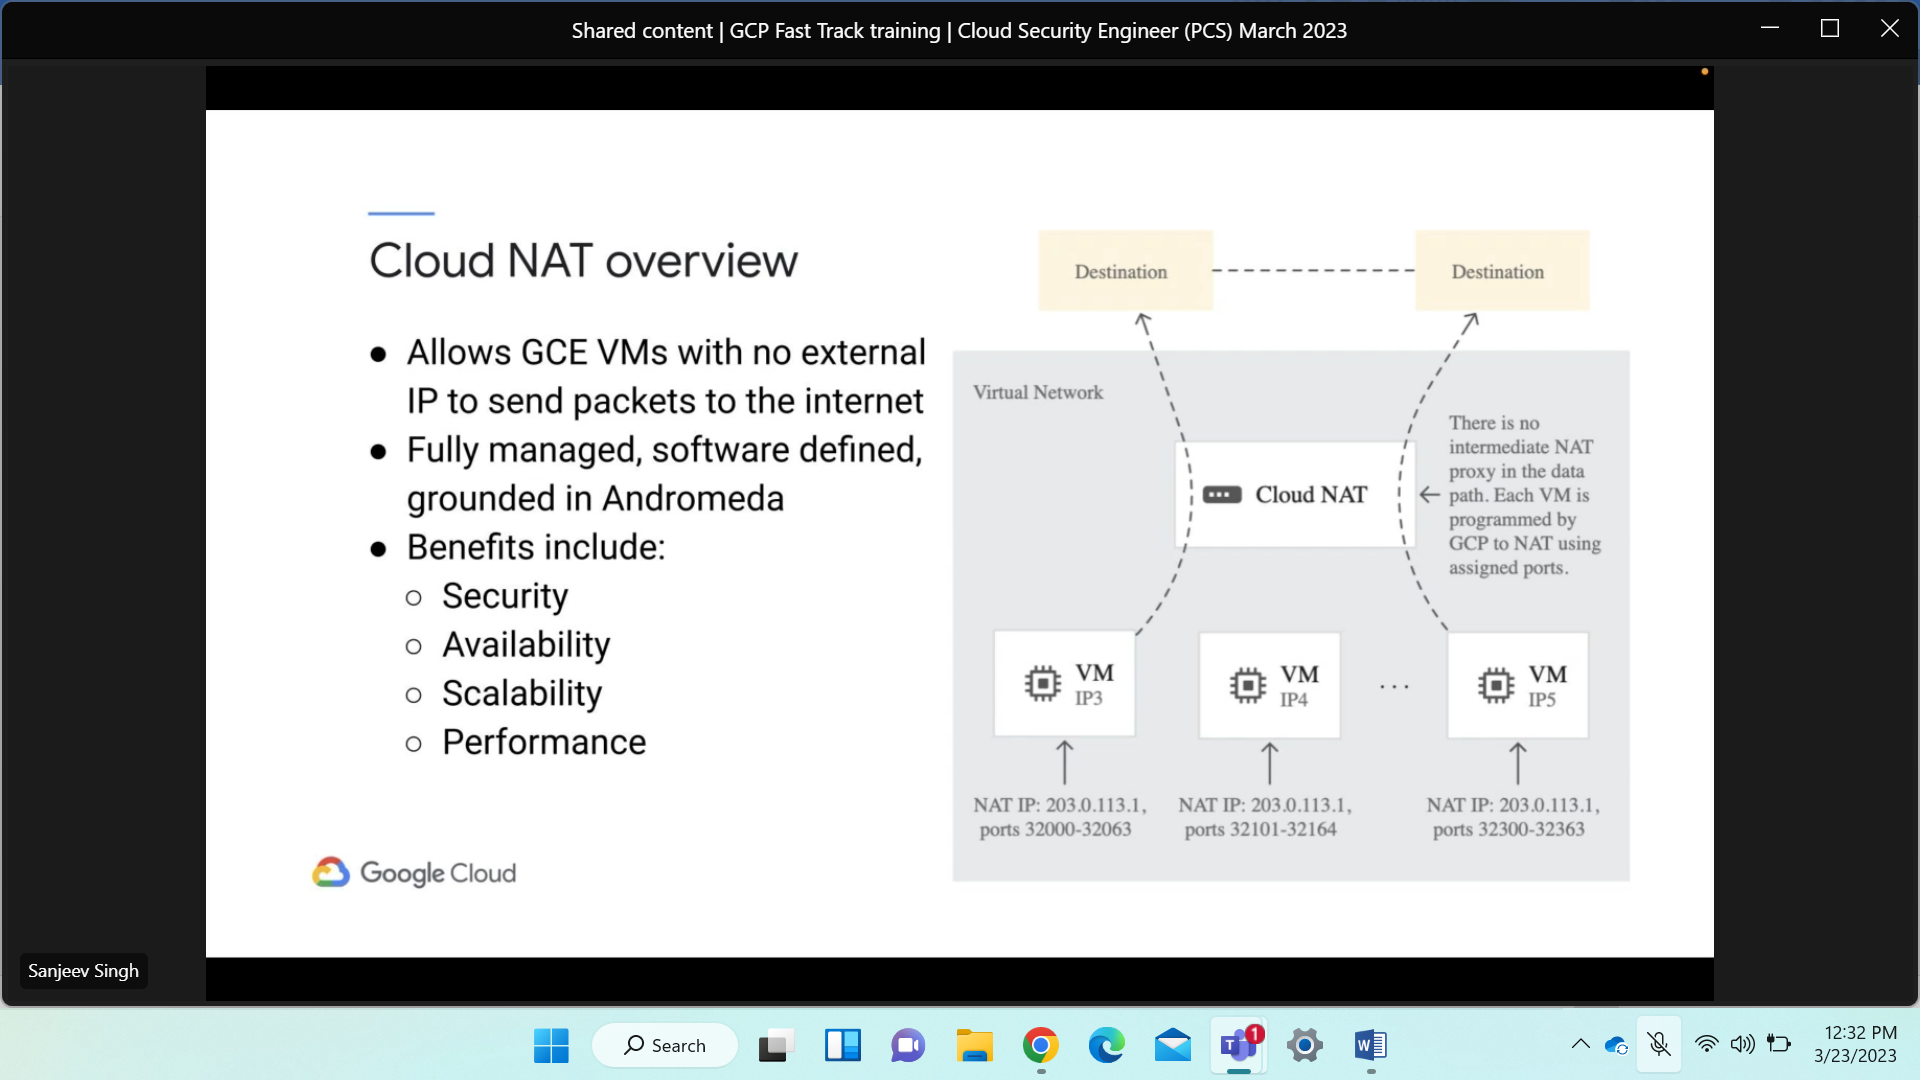 Shared content | GCP Fast Track training | Cloud Security Engineer (PCS) March 2023
Cloud NAT overview
● Allows GCE VMs with no external
IP to send packets to the internet
● Fully managed, software defined,
grounded in Andromeda
● Benefits include:
○ Security
○ Availability
○ Scalability
○ Performance
Google Cloud
Destination
Destination
Virtual Network
There is no
intermediate NAT
proxy in the data
path. Each VM is
programmed by
GCP to NAT using
assigned ports.
Cloud NAT
VM
IP3
VM
IP4
. . .
VM
IP5
NAT IP: 203.0.113.1,
ports 32000-32063
NAT IP: 203.0.113.1,
ports 32101-32164
NAT IP: 203.0.113.1,
ports 32300-32363
Sanjeev Singh
Search
T
1
W
12:32 PM
3/23/2023